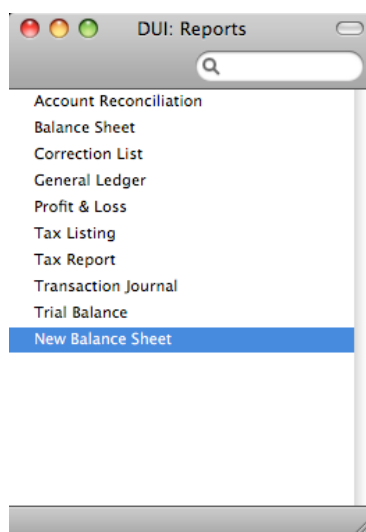 DUI: Reports
Account Reconciliation
Balance Sheet
Correction List
General Ledger
Profit & Loss
Tax Listing
Tax Report
Transaction Journal
Trial Balance
New Balance Sheet